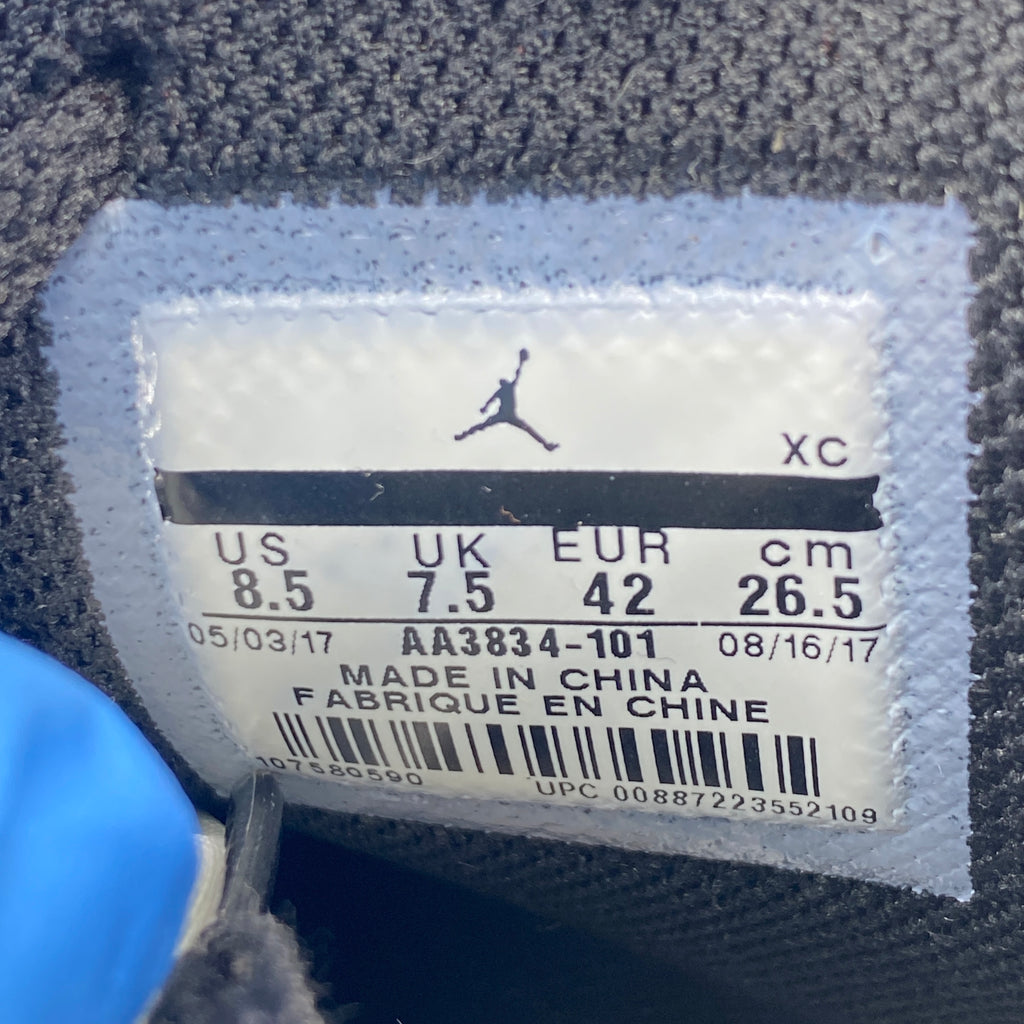 XC
US UK EUR cm
8.5 7.5 42 26.5
05/03/17 AA3834-101 08/16/17
MADE IN CHINA
FABRIQUE EN CHINE
107580590 UPC 00887223552109